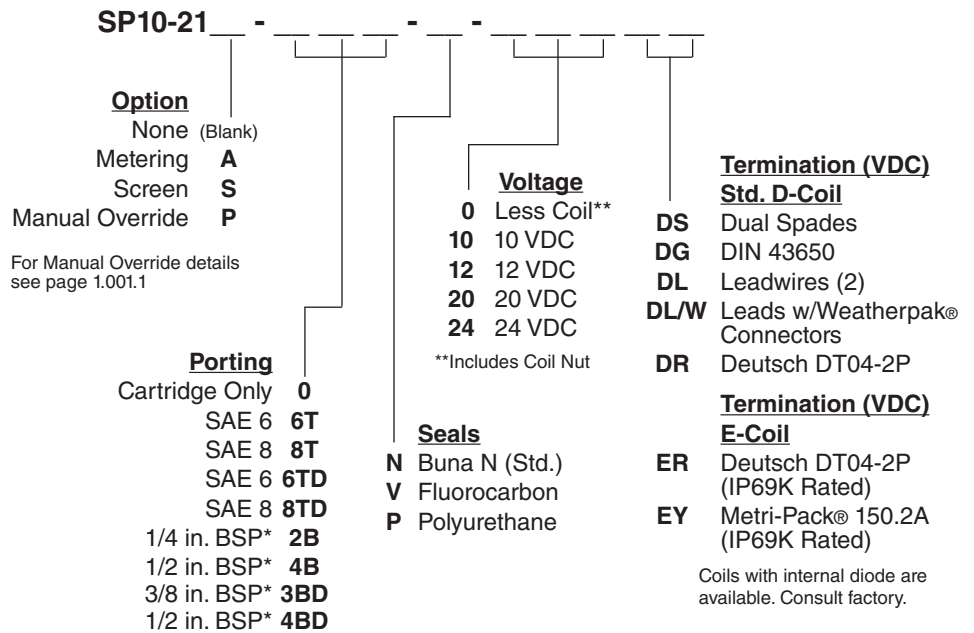 SP10-21__ - __ __ __ - __ - __ __ __ __ __
Option
None (Blank)
Metering A
Screen S
Manual Override P
For Manual Override details
see page 1.001.1
Porting
Cartridge Only 0
SAE 6 6T
SAE 8 8T
SAE 6 6TD
SAE 8 8TD
1/4 in. BSP* 2B
1/2 in. BSP* 4B
3/8 in. BSP* 3BD
1/2 in. BSP* 4BD
Seals
N Buna N (Std.)
V Fluorocarbon
P Polyurethane
Voltage
0 Less Coil**
10 10 VDC
12 12 VDC
20 20 VDC
24 24 VDC
**Includes Coil Nut
Termination (VDC)
Std. D-Coil
DS Dual Spades
DG DIN 43650
DL Leadwires (2)
DL/W Leads w/Weatherpak®
Connectors
DR Deutsch DT04-2P
Termination (VDC)
E-Coil
ER Deutsch DT04-2P
(IP69K Rated)
EY Metri-Pack® 150.2A
(IP69K Rated)
Coils with internal diode are
available. Consult factory.